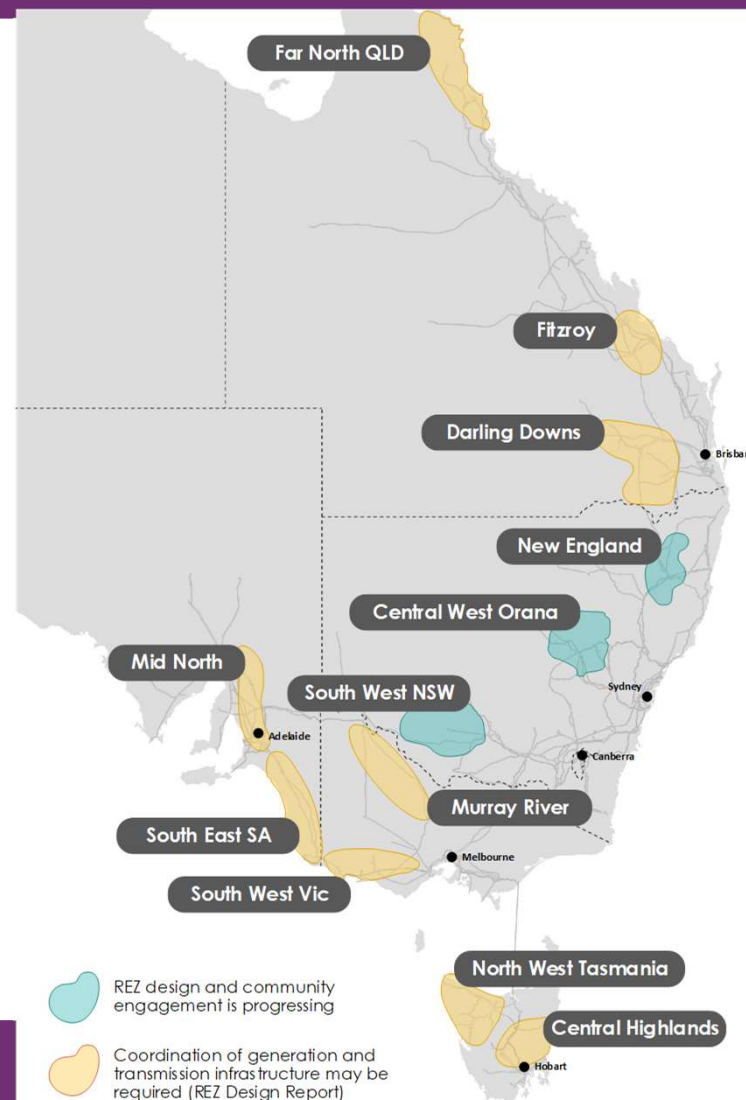 Far North QLD
Fitzroy
Darling Downs
Brisban
New England
Central West Orana
Mid North
South West NSW
Sydney
Adelaide
Canberra
Murray River
South East SA
Melbourne
South West Vic
North West Tasmania
Central Highlands
Hobart
REZ design and community
engagement is progressing
Coordination of generation and
transmission infrastructure may be
required (REZ Design Report)